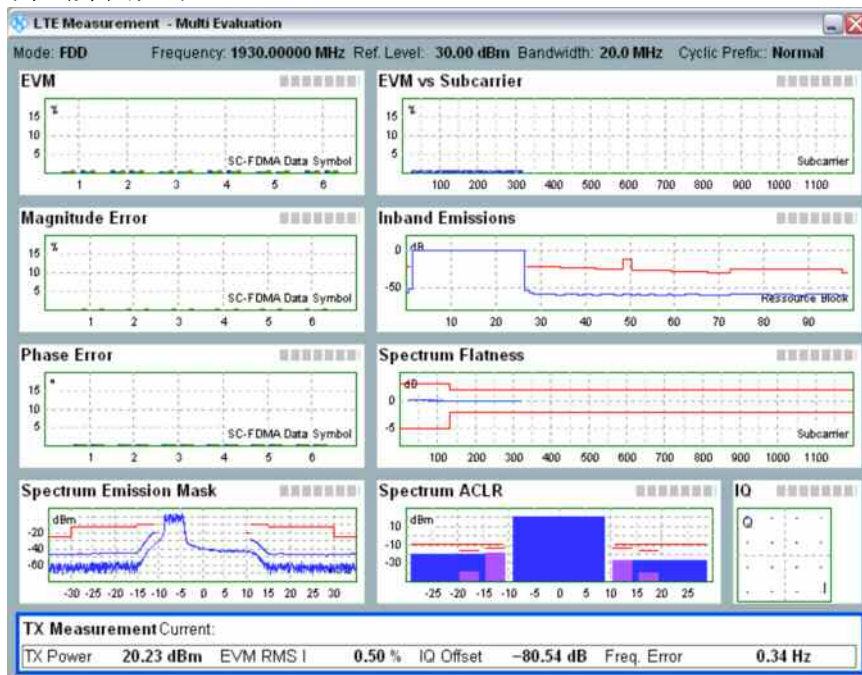 LTE Measurement - Multi Evaluation
Mode: FDD Frequency: 1930.00000 MHz Ref. Level: 30.00 dBm Bandwidth: 20.0 MHz Cyclic Prefix: Normal
EVM
%
15
10
5
SC-FDMA Data Symbol
1 2 3 4 5 6
EVM vs Subcarrier
%
15
10
5
Subcarrier
100 200 300 400 500 600 700 800 900 1000 1100
Magnitude Error
%
15
10
5
SC-FDMA Data Symbol
1 2 3 4 5 6
Inband Emissions
dB
0
-50
Ressource Block
10 20 30 40 50 60 70 80 90
Phase Error
°
15
10
5
SC-FDMA Data Symbol
1 2 3 4 5 6
Spectrum Flatness
dB
0
-5
Subcarrier
100 200 300 400 500 600 700 800 900 1000 1100
Spectrum Emission Mask
dBm
-20
-40
-60
-30 -25 -20 -15 -10 -5 0 5 10 15 20 25 30
Spectrum ACLR
dBm
10
-10
-30
-25 -20 -15 -10 -5 0 5 10 15 20 25
IQ
Q
I
TX Measurement Current:
TX Power 20.23 dBm EVM RMS l 0.50 % IQ Offset −80.54 dB Freq. Error 0.34 Hz